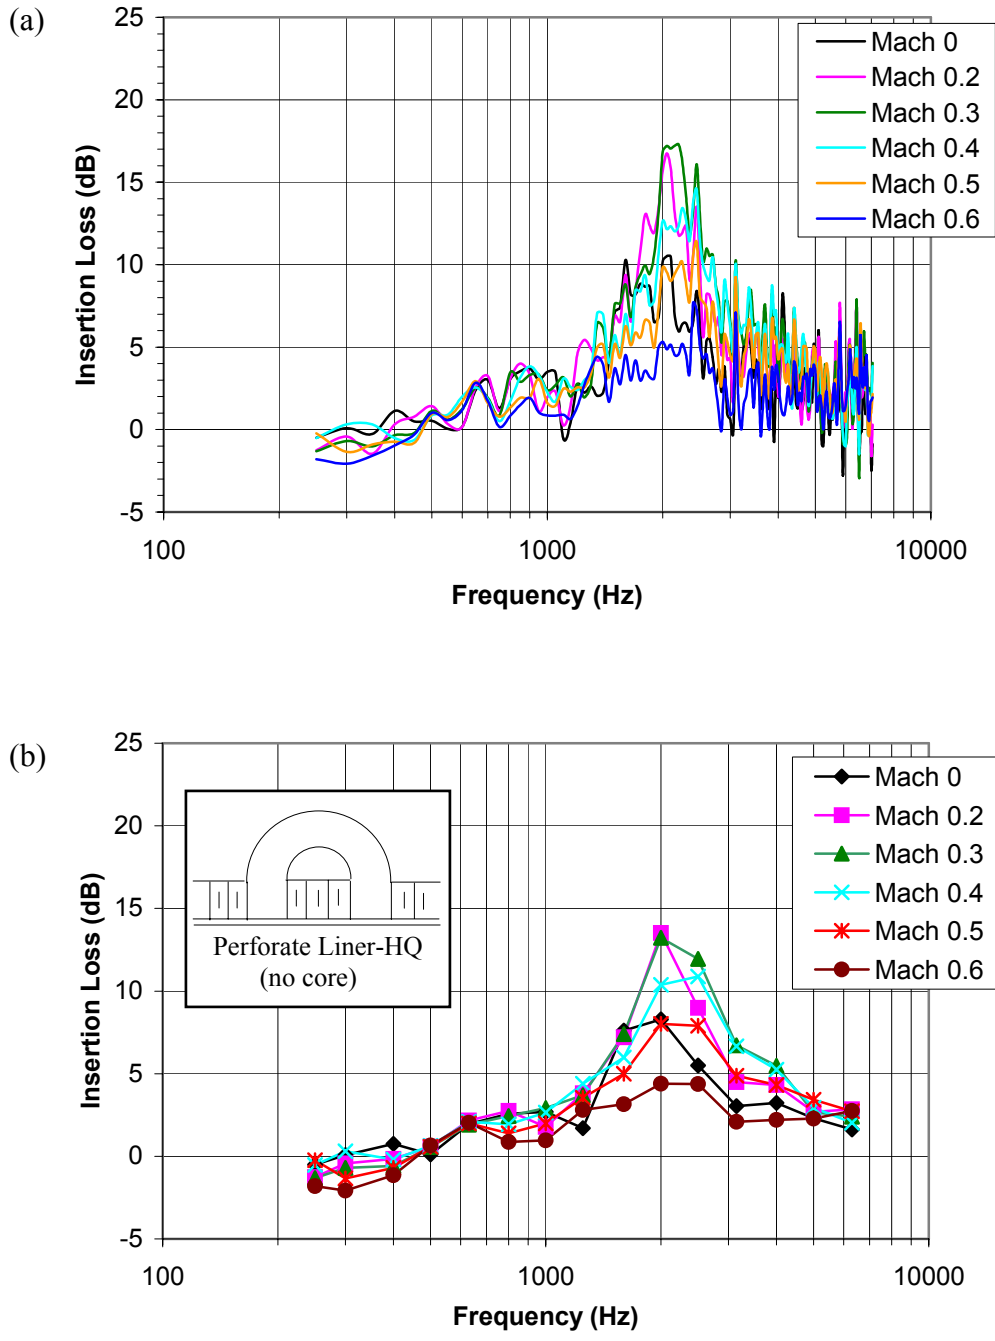 (a)
25
20
15
10
5
0
-5
Insertion Loss (dB)
100
1000
10000
Frequency (Hz)
Mach 0
Mach 0.2
Mach 0.3
Mach 0.4
Mach 0.5
Mach 0.6
(b)
25
20
15
10
5
0
-5
Insertion Loss (dB)
100
1000
10000
Frequency (Hz)
Perforate Liner-HQ
(no core)
Mach 0
Mach 0.2
Mach 0.3
Mach 0.4
Mach 0.5
Mach 0.6